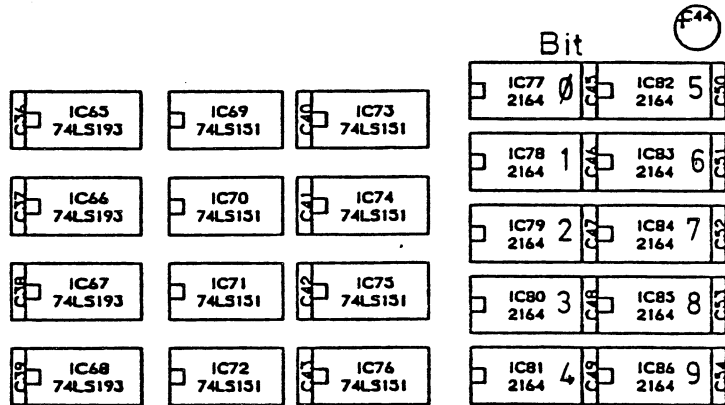 C44
Bit
C36 IC65 IC69 C40 IC73 IC77 Ø C45 IC82 5 C50
74LS193 74LS151 74LS151 2164 2164
IC78 1 C46 IC83 6 C51
2164 2164
C37 IC66 IC70 C41 IC74
74LS193 74LS151 74LS151
IC79 2 C47 IC84 7 C52
2164 2164
C38 IC67 IC71 C42 IC75
74LS193 74LS151 74LS151
IC80 3 C48 IC85 8 C53
2164 2164
C39 IC68 IC72 C43 IC76 IC81 4 C49 IC86 9 C54
74LS193 74LS151 74LS151 2164 2164